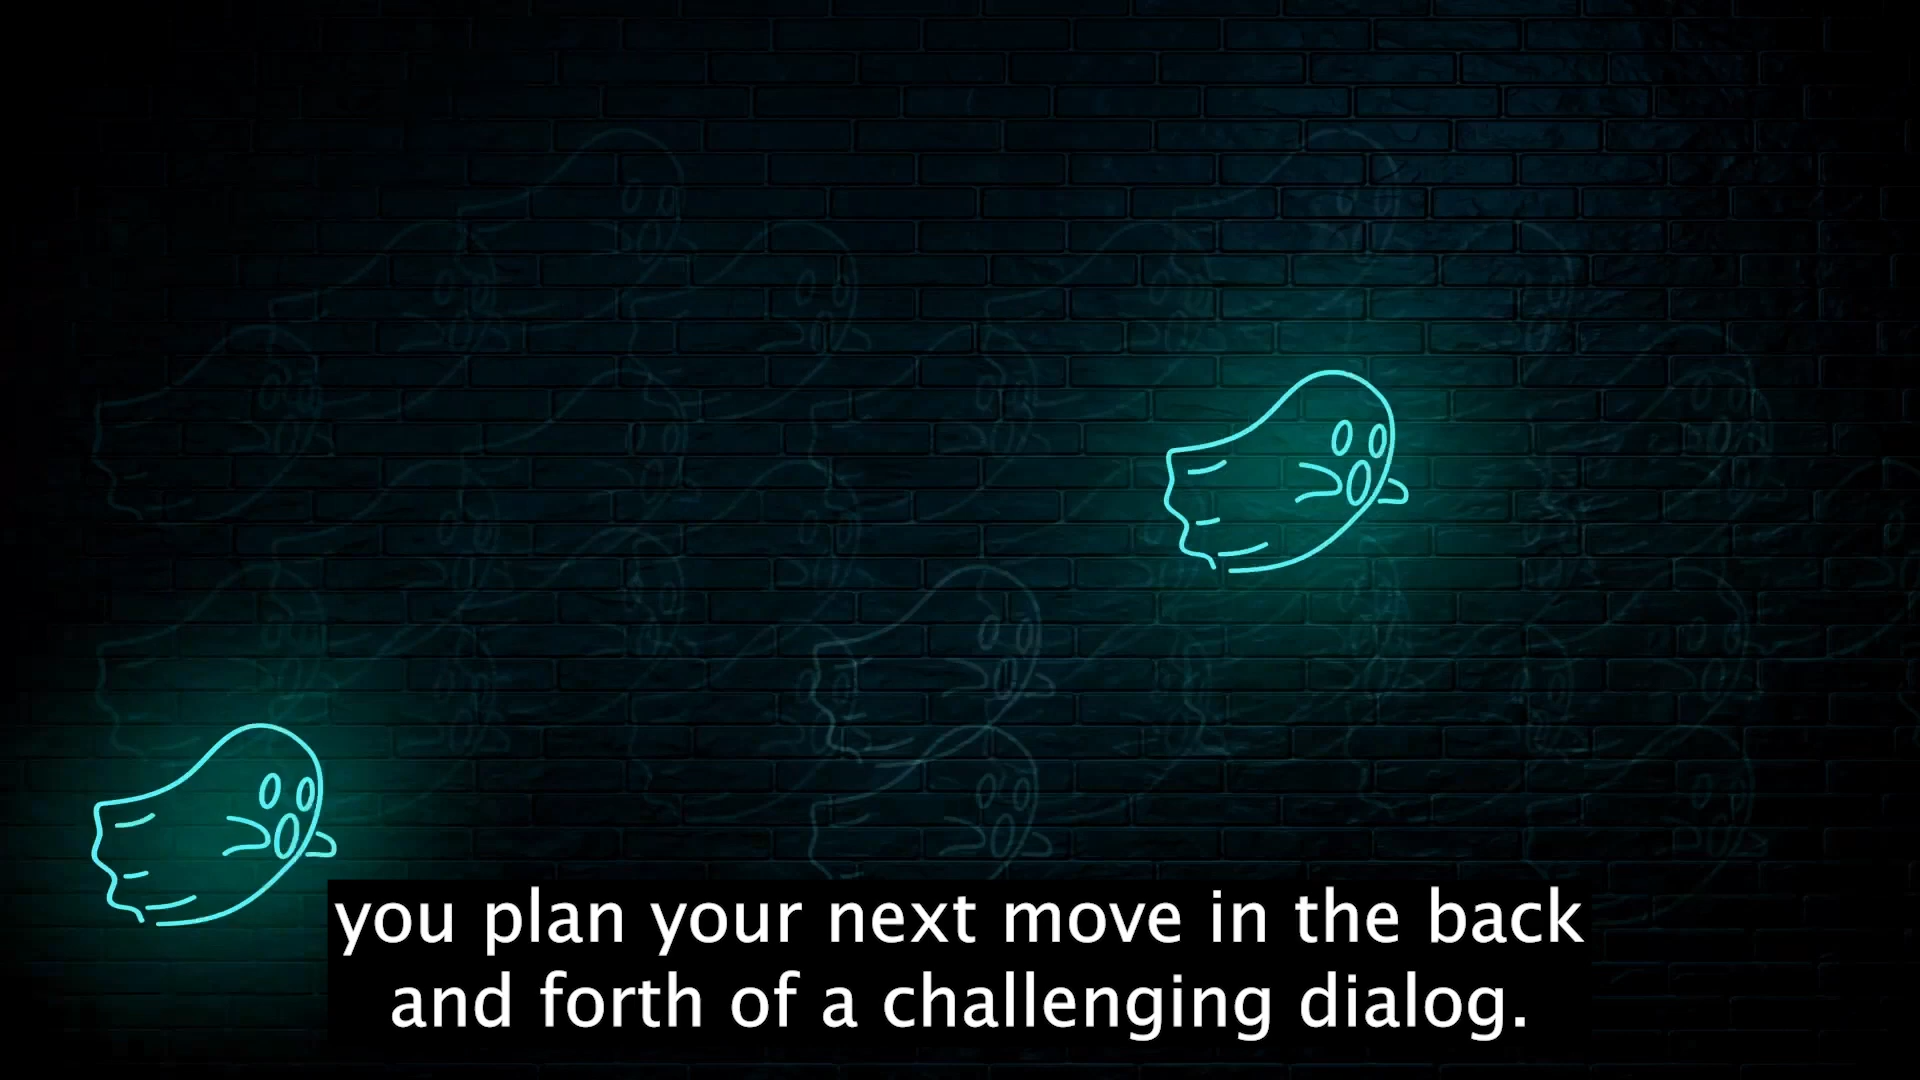 you plan your next move in the back
and forth of a challenging dialog.